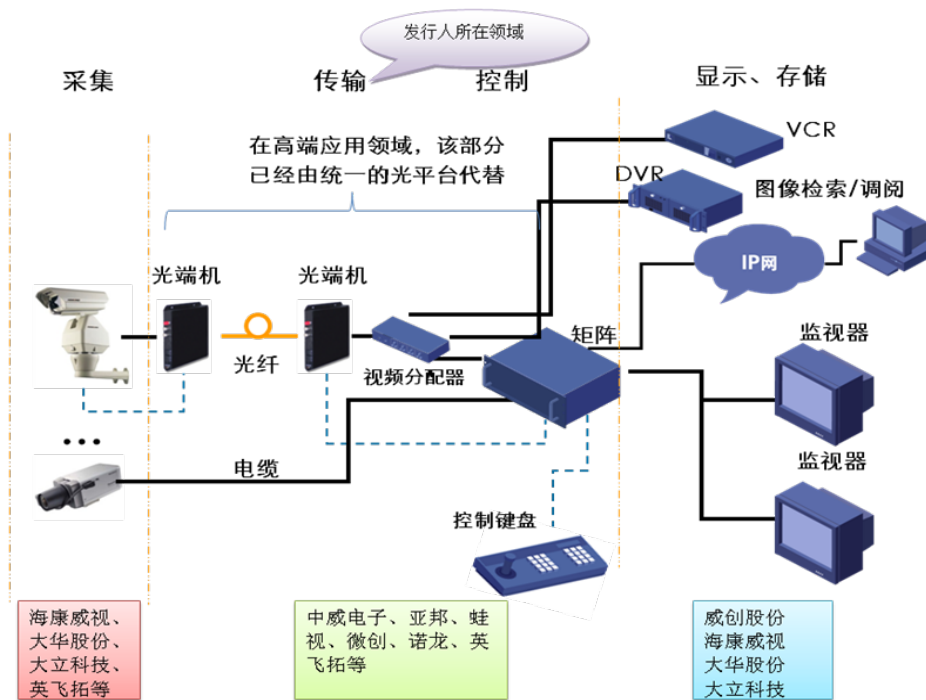 发行人所在领域
采集
传输
控制
显示、存储
在高端应用领域，该部分
已经由统一的光平台代替
VCR
DVR
图像检索/调阅
IP网
光端机
光端机
光纤
视频分配器
矩阵
监视器
监视器
电缆
控制键盘
海康威视、
大华股份、
大立科技、
英飞拓等
中威电子、亚邦、蛙
视、微创、诺龙、英
飞拓等
威创股份
海康威视
大华股份
大立科技